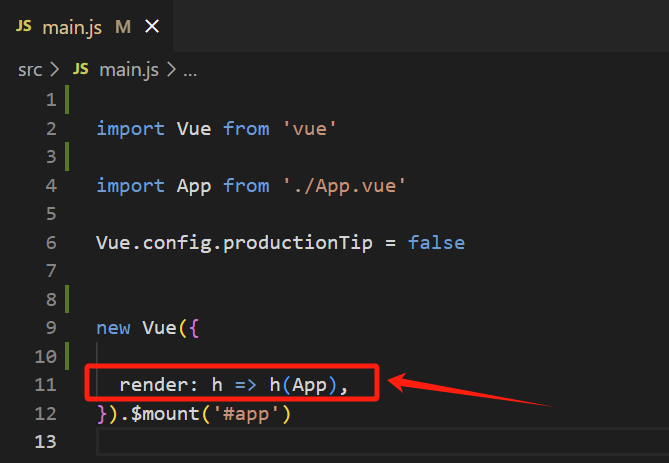 JS main.js M ×
src > JS main.js > ...
1
2 import Vue from 'vue'
3
4 import App from './App.vue'
5
6 Vue.config.productionTip = false
7
8
9 new Vue({
10
11 render: h => h(App),
12 }).$mount('#app')
13